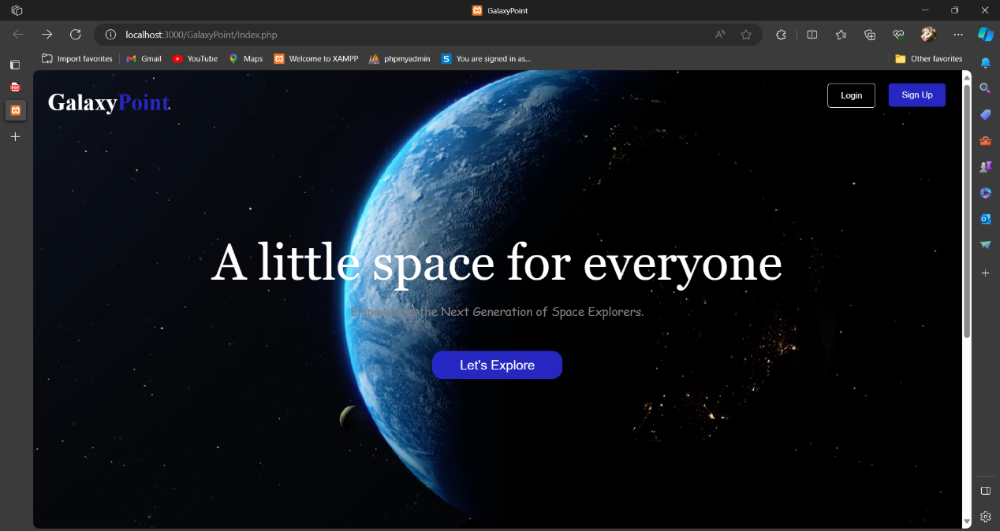 GalaxyPoint
localhost:3000/GalaxyPoint/Index.php
Import favorites
Gmail
YouTube
Maps
Welcome to XAMPP
phpmyadmin
You are signed in as...
Other favorites
GalaxyPoint.
Login
Sign Up
A little space for everyone
Empowering the Next Generation of Space Explorers.
Let's Explore